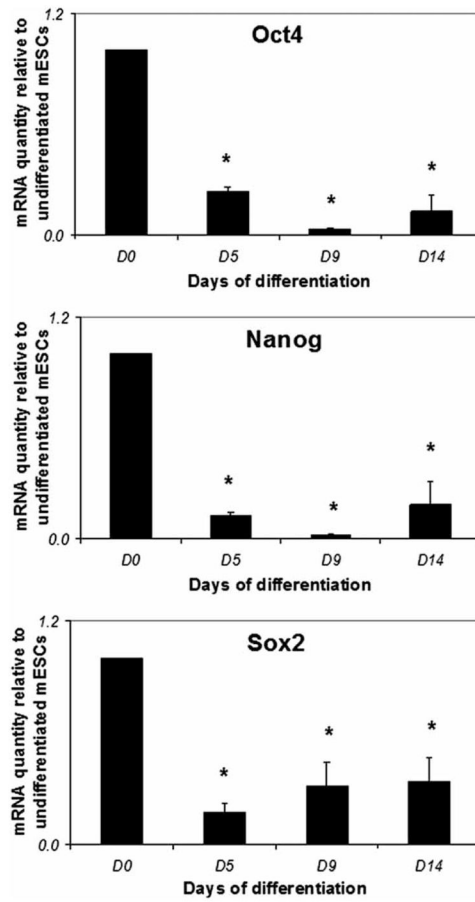 mRNA quantity relative to
undifferentiated mESCs
1.2
0.0
Oct4
*
*
*
D0 D5 D9 D14
Days of differentiation
mRNA quantity relative to
undifferentiated mESCs
1.2
0.0
Nanog
*
*
*
D0 D5 D9 D14
Days of differentiation
mRNA quantity relative to
undifferentiated mESCs
1.2
0.0
Sox2
*
*
*
D0 D5 D9 D14
Days of differentiation